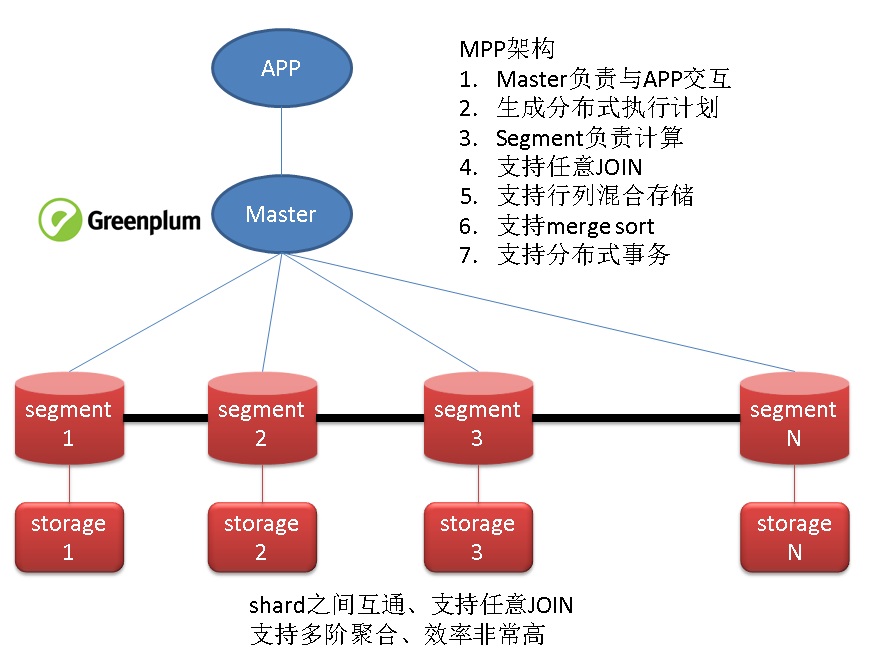 APP
MPP架构
1. Master负责与APP交互
2. 生成分布式执行计划
3. Segment负责计算
4. 支持任意JOIN
5. 支持行列混合存储
6. 支持merge sort
7. 支持分布式事务
Greenplum
Master
segment
1
segment
2
segment
3
segment
N
storage
1
storage
2
storage
3
storage
N
shard之间互通、支持任意JOIN
支持多阶聚合、效率非常高